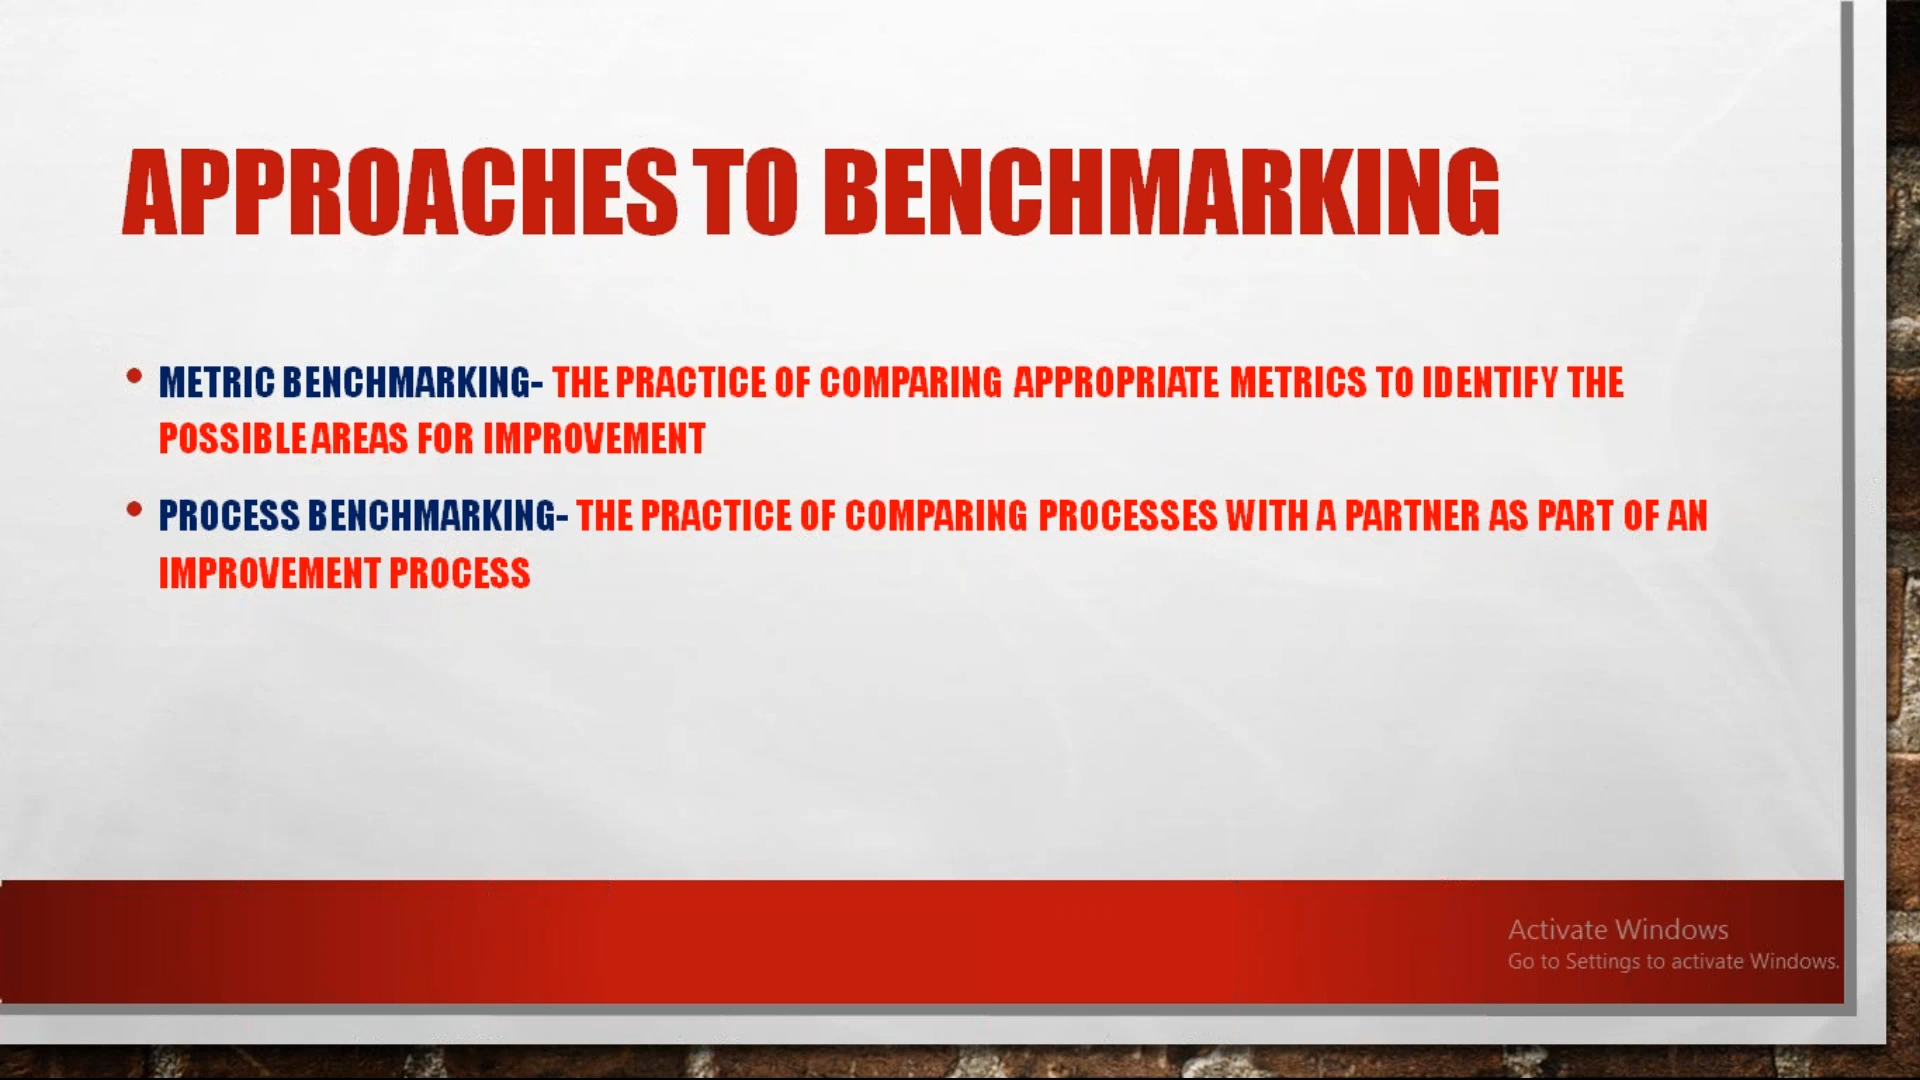 APPROACHES TO BENCHMARKING
• METRIC BENCHMARKING- THE PRACTICE OF COMPARING APPROPRIATE METRICS TO IDENTIFY THE
POSSIBLE AREAS FOR IMPROVEMENT
• PROCESS BENCHMARKING- THE PRACTICE OF COMPARING PROCESSES WITH A PARTNER AS PART OF AN
IMPROVEMENT PROCESS
Activate Windows
Go to Settings to activate Windows.